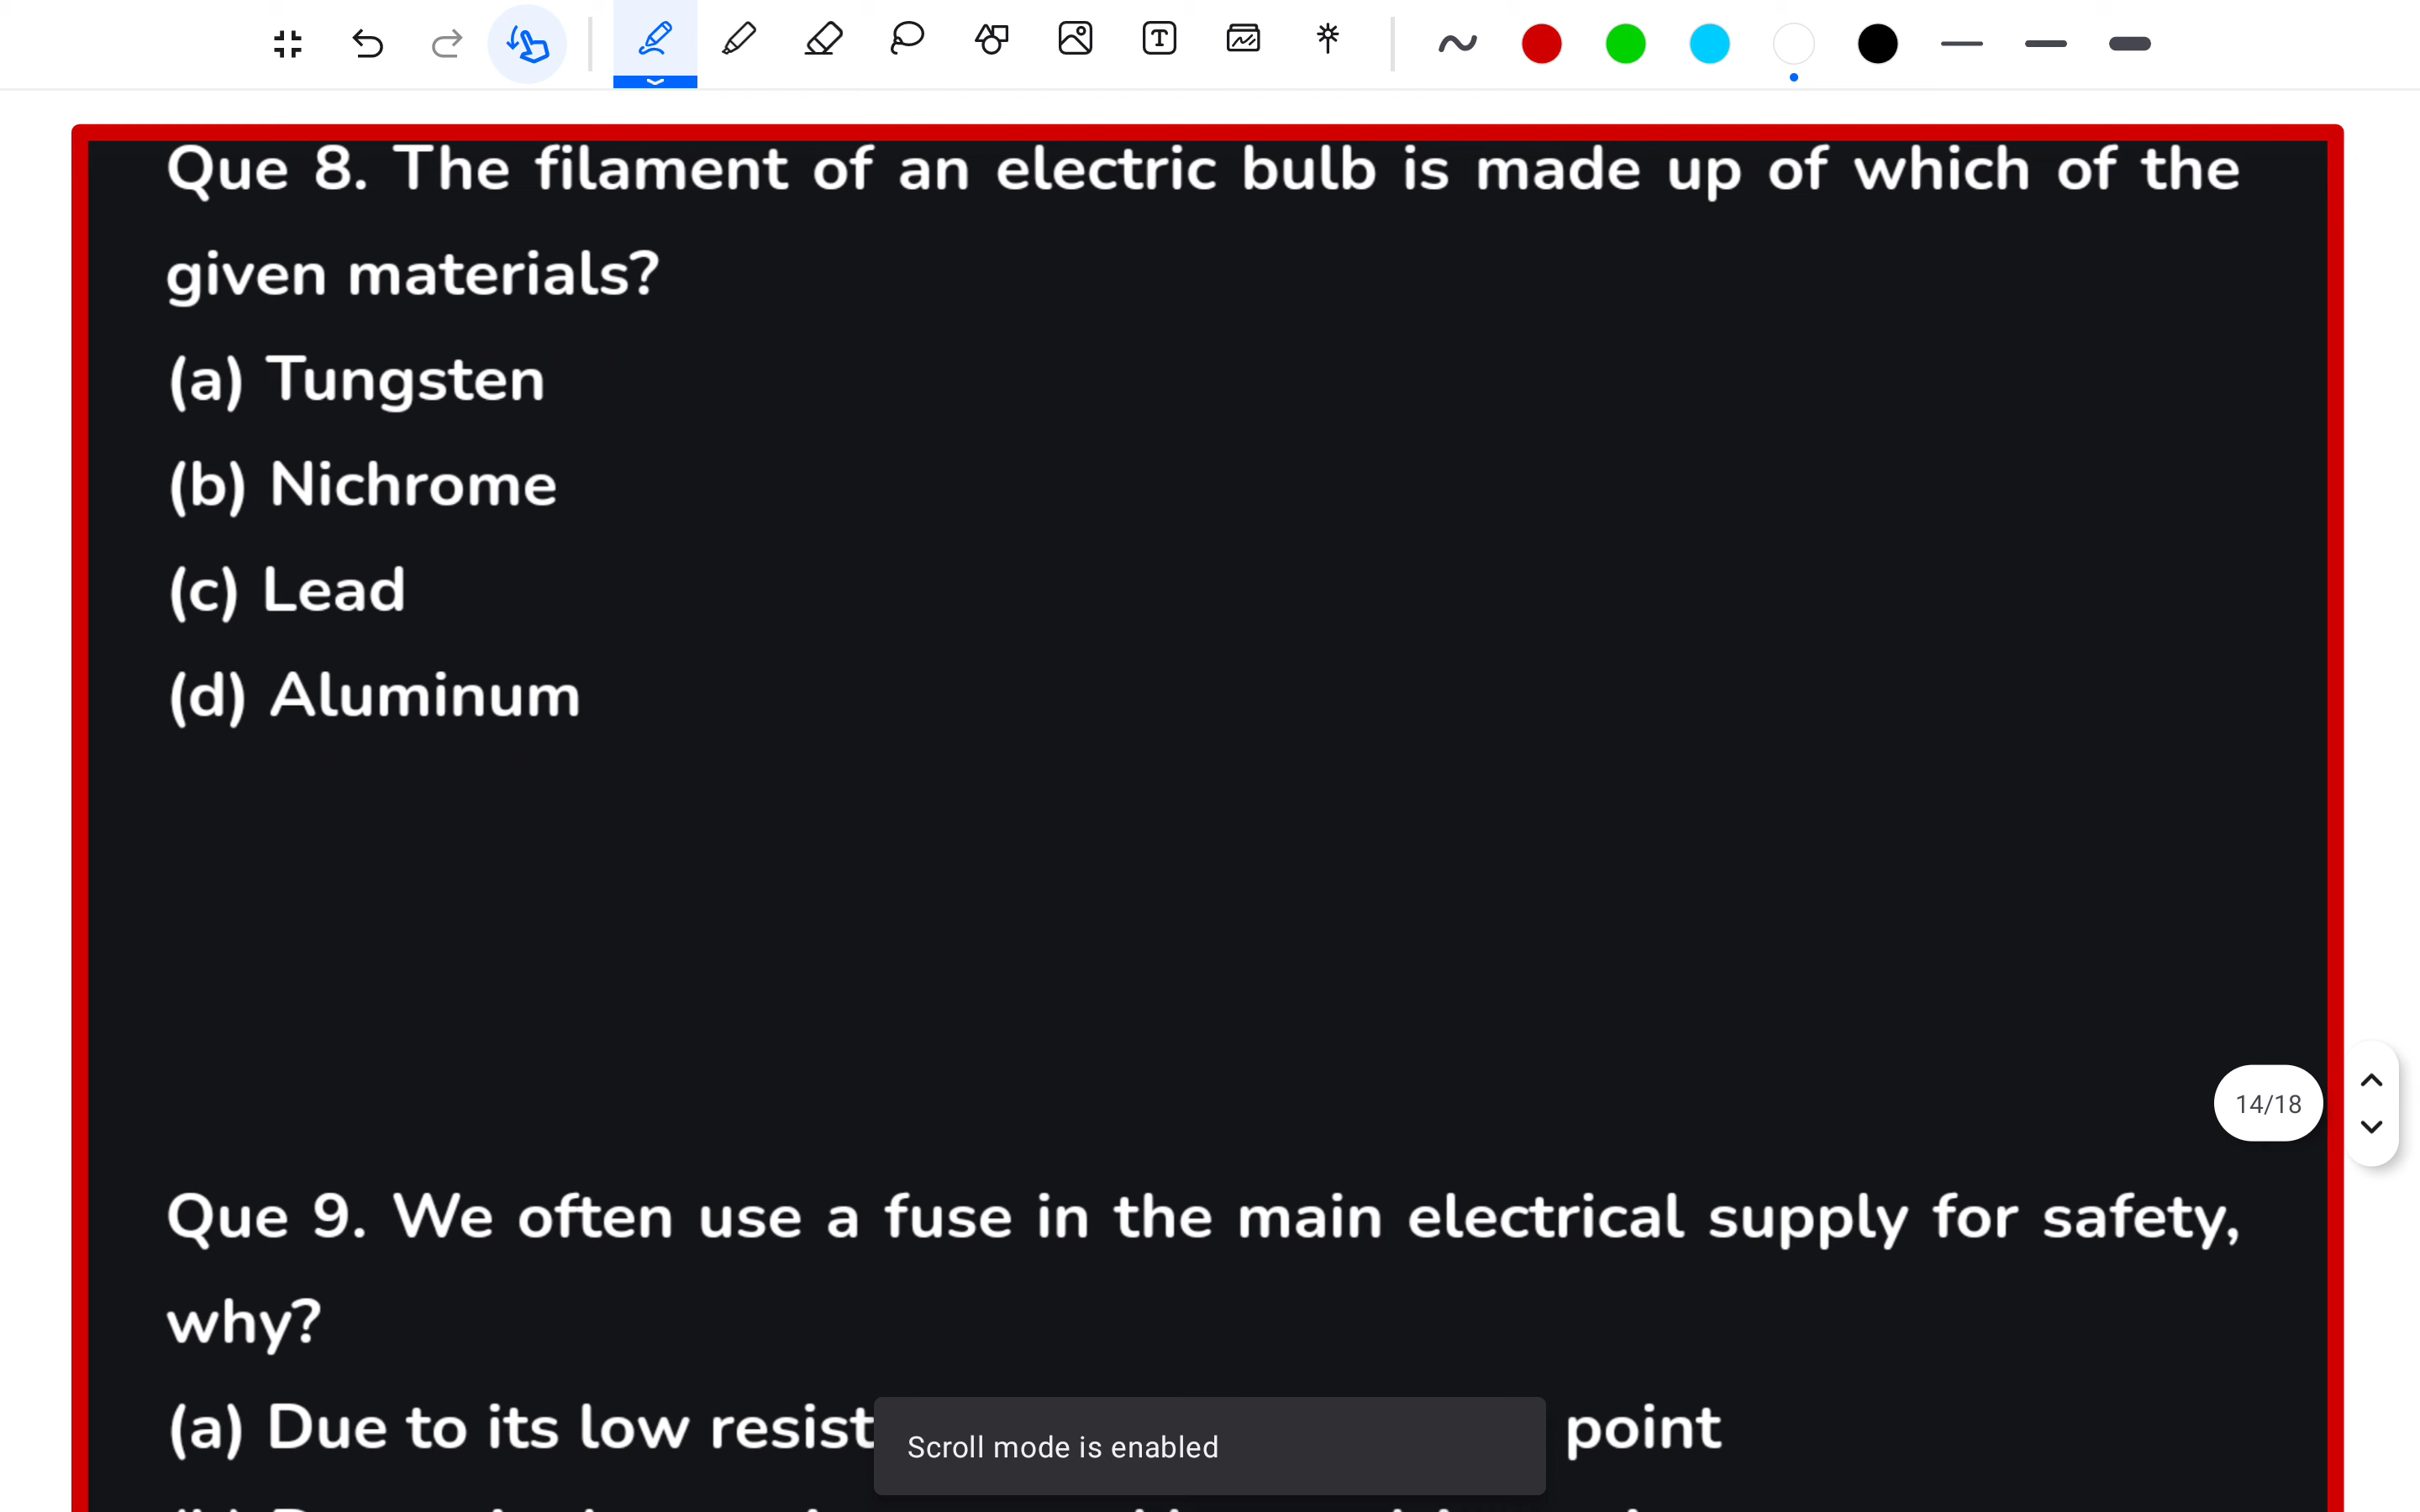 Que 8. The filament of an electric bulb is made up of which of the
given materials?
(a) Tungsten
(b) Nichrome
(c) Lead
(d) Aluminum
14/18
Que 9. We often use a fuse in the main electrical supply for safety,
why?
(a) Due to its low resist point
Scroll mode is enabled